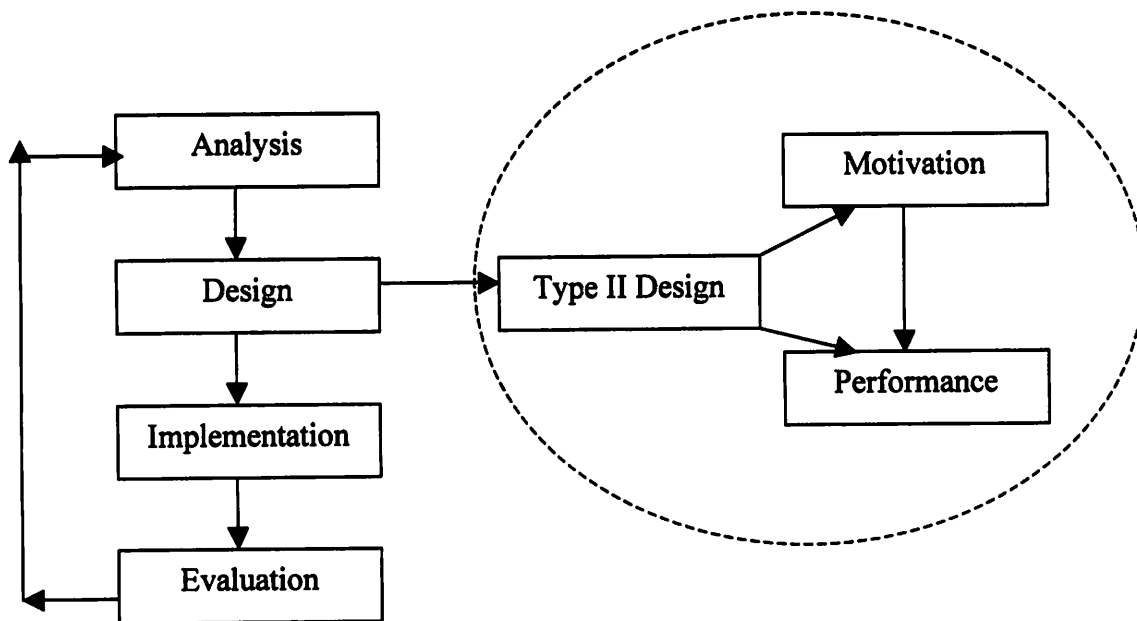 Analysis
Design
Implementation
Evaluation
Type II Design
Motivation
Performance